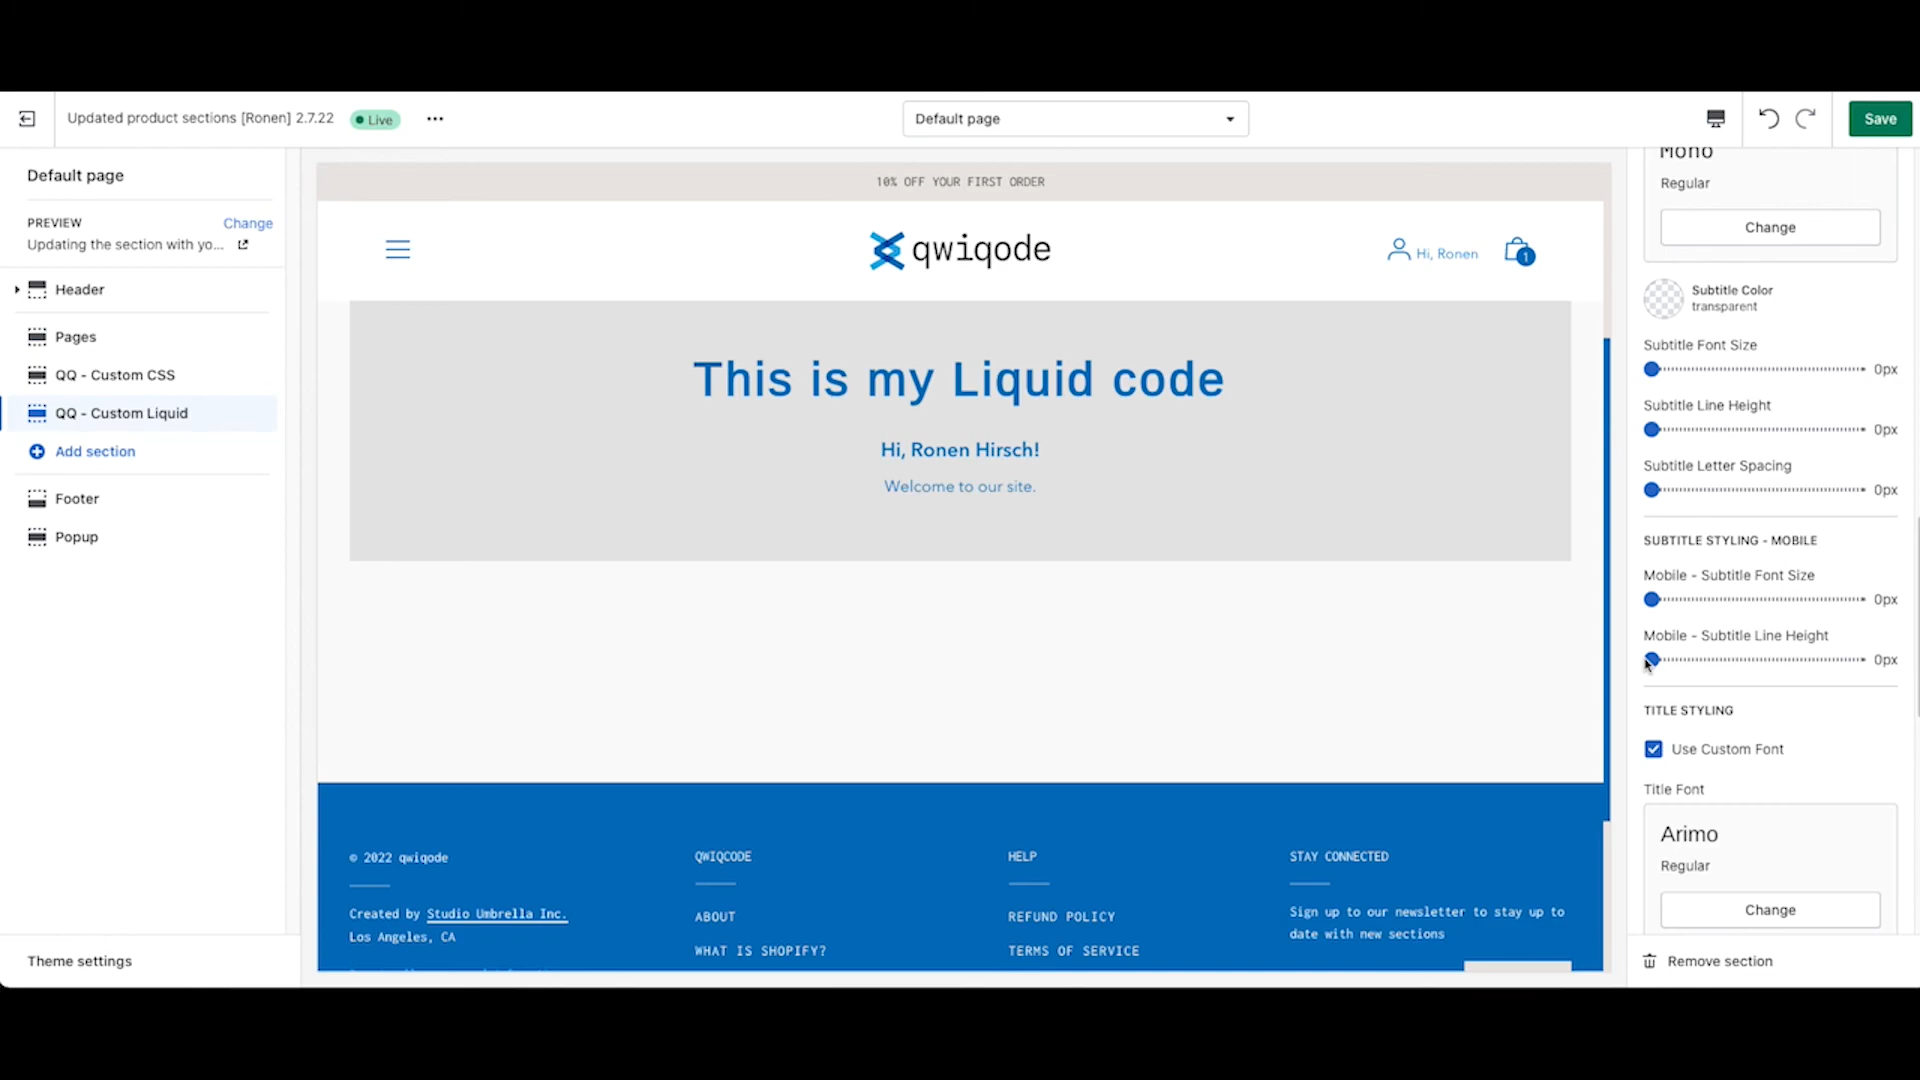 Updated product sections [Ronen] 2.7.22
Live
Default page
Save
Default page
PREVIEW
Change
Updating the section with yo...
Header
Pages
QQ - Custom CSS
QQ - Custom Liquid
Add section
Footer
Popup
Theme settings
10% OFF YOUR FIRST ORDER
qwiqode
Hi, Ronen
1
This is my Liquid code
Hi, Ronen Hirsch!
Welcome to our site.
© 2022 qwiqode
Created by Studio Umbrella Inc.
Los Angeles, CA
QWIQCODE
ABOUT
WHAT IS SHOPIFY?
HELP
REFUND POLICY
TERMS OF SERVICE
STAY CONNECTED
Sign up to our newsletter to stay up to
date with new sections
Mono
Regular
Change
Subtitle Color
transparent
Subtitle Font Size
0px
Subtitle Line Height
0px
Subtitle Letter Spacing
0px
SUBTITLE STYLING - MOBILE
Mobile - Subtitle Font Size
0px
Mobile - Subtitle Line Height
0px
TITLE STYLING
Use Custom Font
Title Font
Arimo
Regular
Change
Remove section